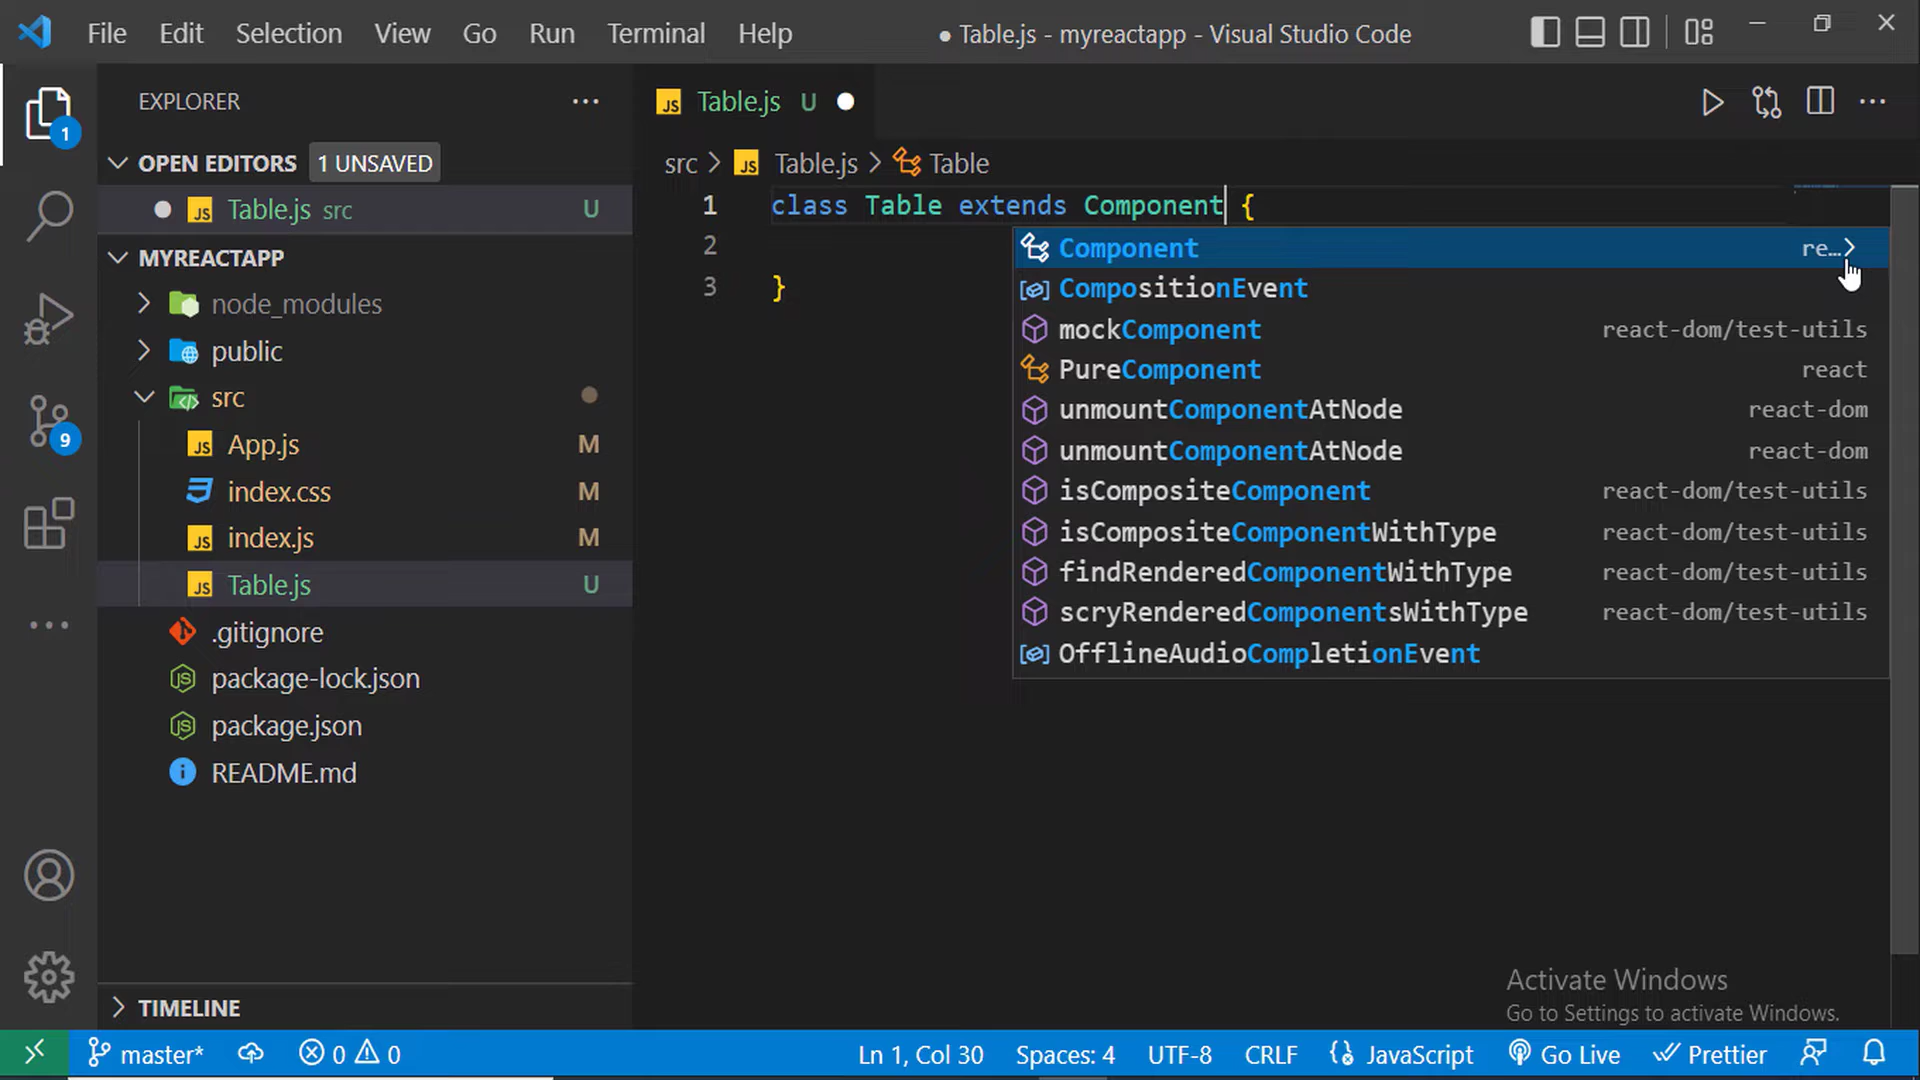 File Edit Selection View Go Run Terminal Help
● Table.js - myreactapp - Visual Studio Code
EXPLORER
OPEN EDITORS 1 UNSAVED
Table.js src U
MYREACTAPP
node_modules
public
src
App.js M
index.css M
index.js M
Table.js U
.gitignore
package-lock.json
package.json
README.md
TIMELINE
1
9
JS Table.js U
src > JS Table.js > Table
1 class Table extends Component {
2
3 }
Component re…
CompositionEvent
mockComponent react-dom/test-utils
PureComponent react
unmountComponentAtNode react-dom
unmountComponentAtNode react-dom
isCompositeComponent react-dom/test-utils
isCompositeComponentWithType react-dom/test-utils
findRenderedComponentWithType react-dom/test-utils
scryRenderedComponentsWithType react-dom/test-utils
OfflineAudioCompletionEvent
Activate Windows
Go to Settings to activate Windows.
master* 0 0 Ln 1, Col 30 Spaces: 4 UTF-8 CRLF JavaScript Go Live Prettier